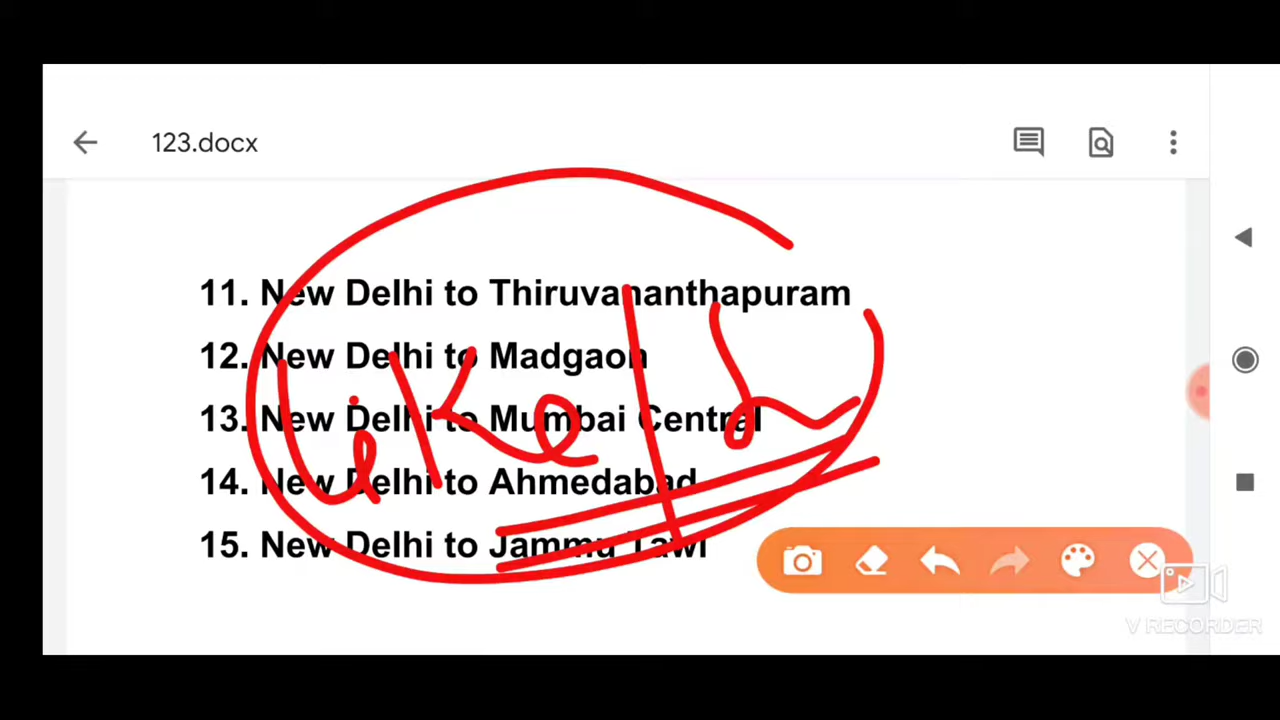 123.docx
11. New Delhi to Thiruvananthapuram
12. New Delhi to Madgaon
13. New Delhi to Mumbai Central
14. New Delhi to Ahmedabad
15. New Delhi to Jammu Tawi
like
V RECORDER